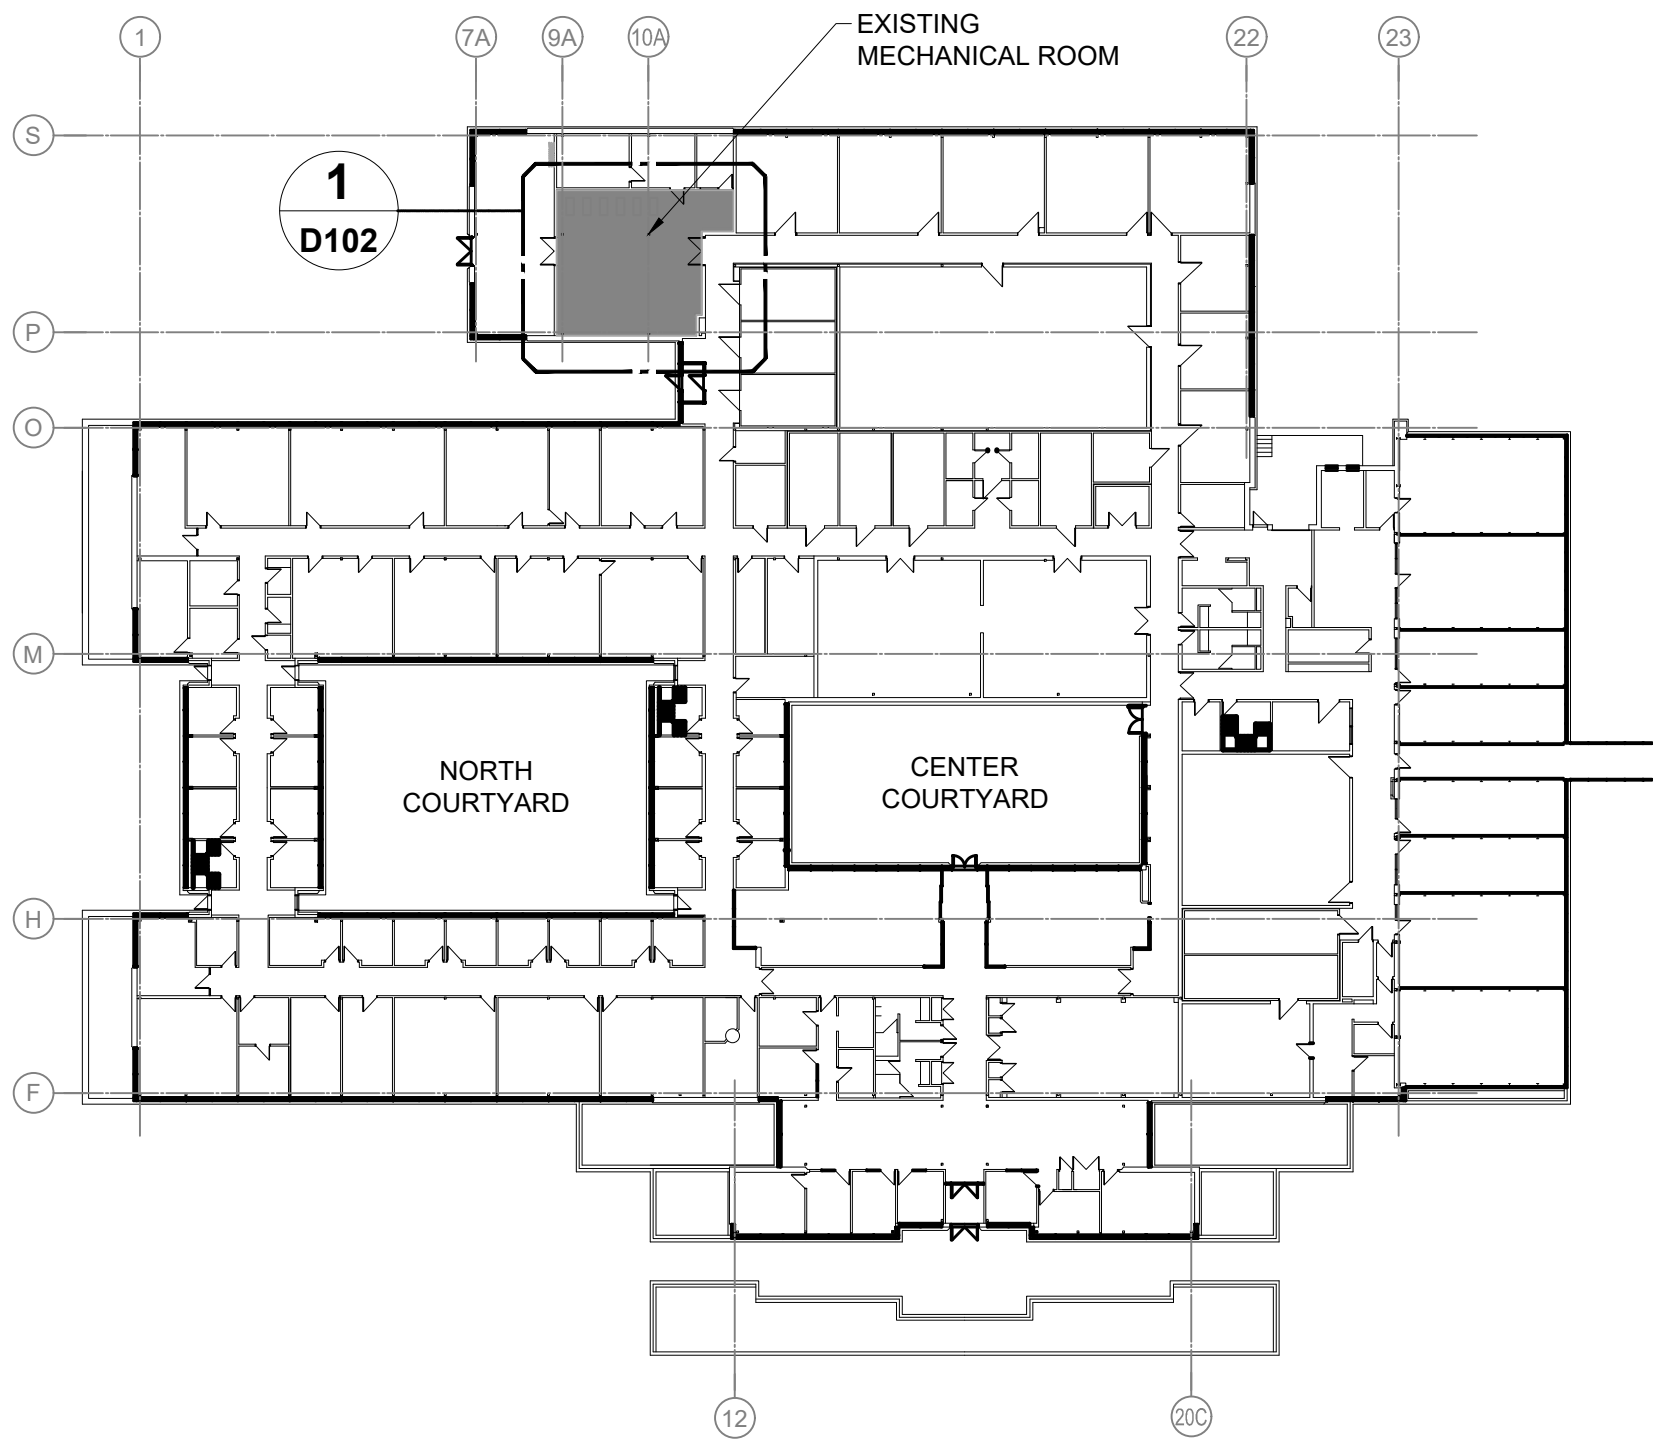 EXISTING
MECHANICAL ROOM
1
7A
9A
10A
22
23
S
1
D102
P
O
M
NORTH
COURTYARD
CENTER
COURTYARD
H
F
12
20C